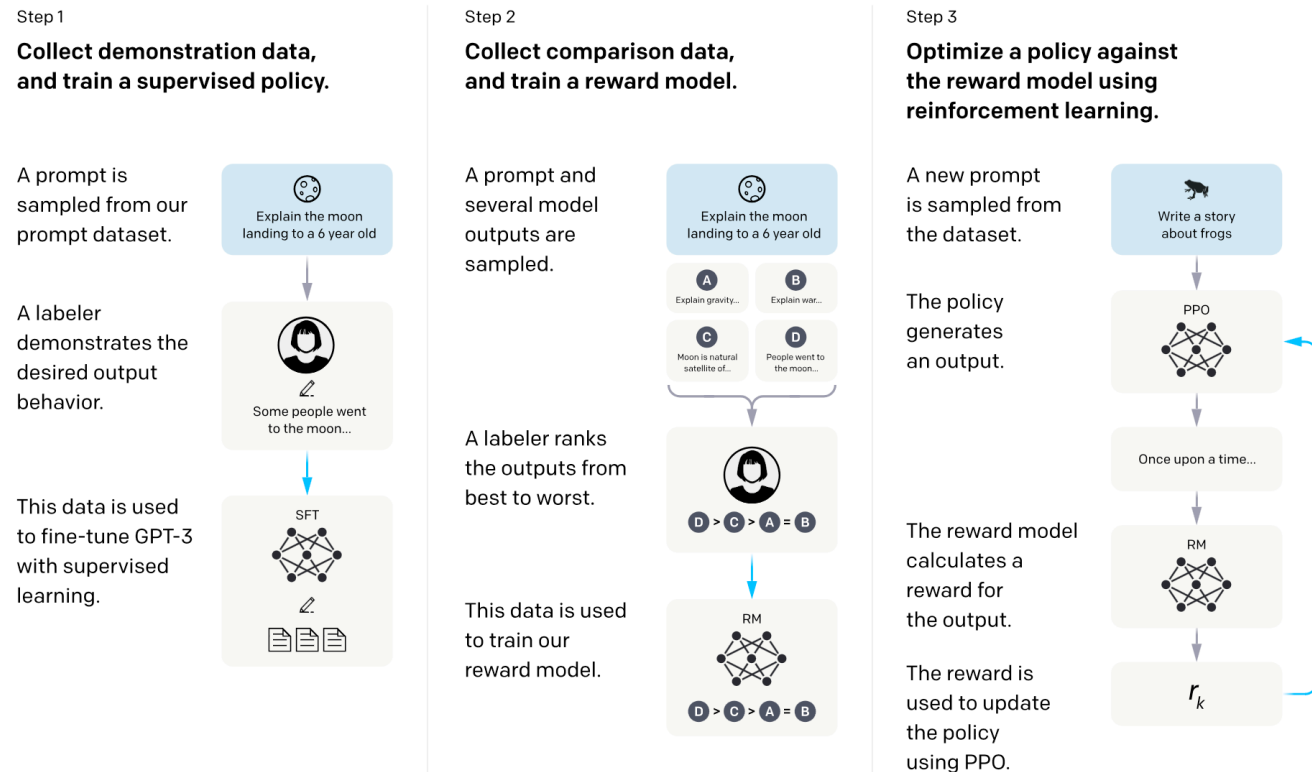 Step 1
Collect demonstration data,
and train a supervised policy.
A prompt is
sampled from our
prompt dataset.
Explain the moon
landing to a 6 year old
A labeler
demonstrates the
desired output
behavior.
Some people went
to the moon...
This data is used
to fine-tune GPT-3
with supervised
learning.
SFT
Step 2
Collect comparison data,
and train a reward model.
A prompt and
several model
outputs are
sampled.
Explain the moon
landing to a 6 year old
A
Explain gravity...
B
Explain war...
C
Moon is natural
satellite of...
D
People went to
the moon...
A labeler ranks
the outputs from
best to worst.
D > C > A = B
This data is used
to train our
reward model.
RM
D > C > A = B
Step 3
Optimize a policy against
the reward model using
reinforcement learning.
A new prompt
is sampled from
the dataset.
Write a story
about frogs
The policy
generates
an output.
PPO
Once upon a time...
The reward model
calculates a
reward for
the output.
RM
The reward is
used to update
the policy
using PPO.
r_k